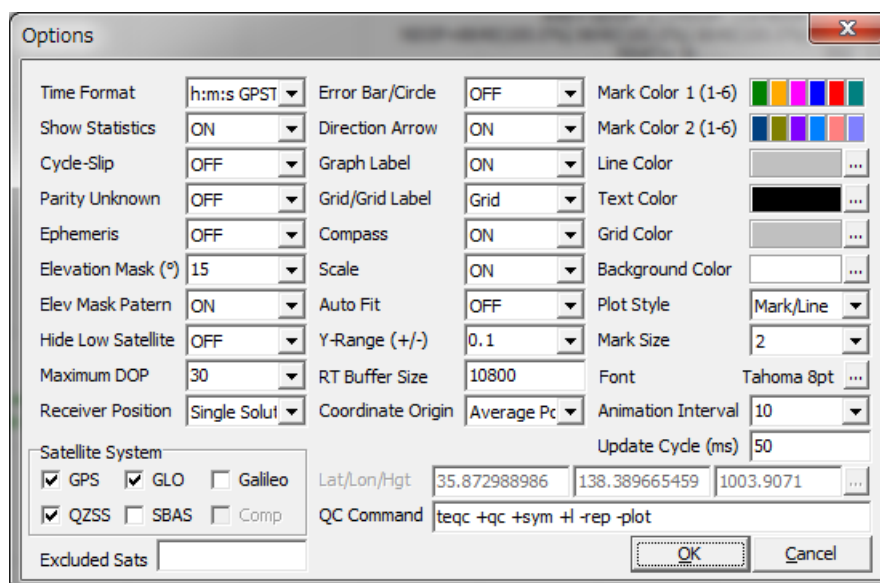 Options
Time Format h:m:s GPST Error Bar/Circle OFF Mark Color 1 (1-6)
Show Statistics ON Direction Arrow ON Mark Color 2 (1-6)
Cycle-Slip OFF Graph Label ON Line Color ...
Parity Unknown OFF Grid/Grid Label Grid Text Color ...
Ephemeris OFF Compass ON Grid Color ...
Elevation Mask (°) 15 Scale ON Background Color ...
Elev Mask Patern ON Auto Fit OFF Plot Style Mark/Line
Hide Low Satellite OFF Y-Range (+/-) 0.1 Mark Size 2
Maximum DOP 30 RT Buffer Size 10800 Font Tahoma 8pt ...
Receiver Position Single Solut Coordinate Origin Average Pc Animation Interval 10
Update Cycle (ms) 50
Satellite System
GPS GLO Galileo Lat/Lon/Hgt 35.872988986 138.389665459 1003.9071 ...
QZSS SBAS Comp QC Command teqc +qc +sym +l -rep -plot
Excluded Sats OK Cancel